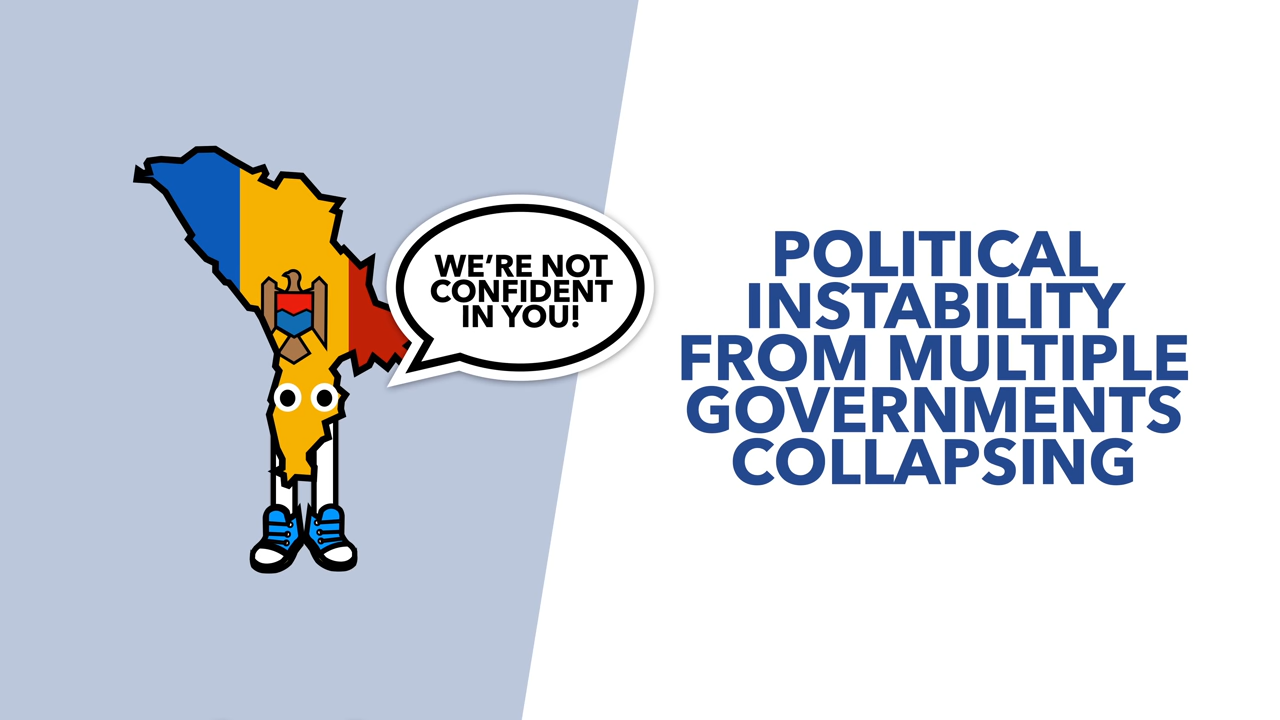 WE'RE NOT
CONFIDENT
IN YOU!
POLITICAL
INSTABILITY
FROM MULTIPLE
GOVERNMENTS
COLLAPSING